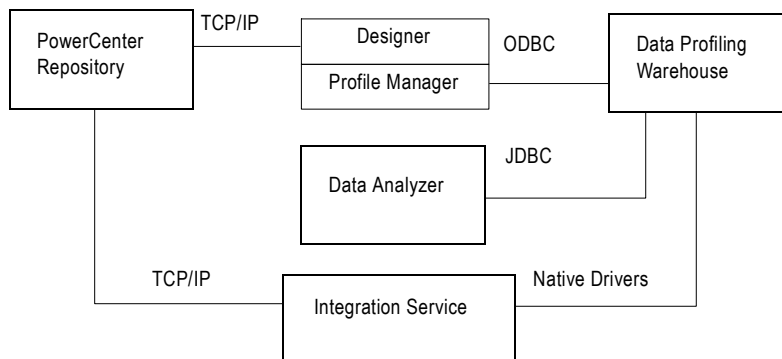 TCP/IP
PowerCenter
Repository
Designer
Profile Manager
ODBC
Data Profiling
Warehouse
Data Analyzer
JDBC
TCP/IP
Integration Service
Native Drivers